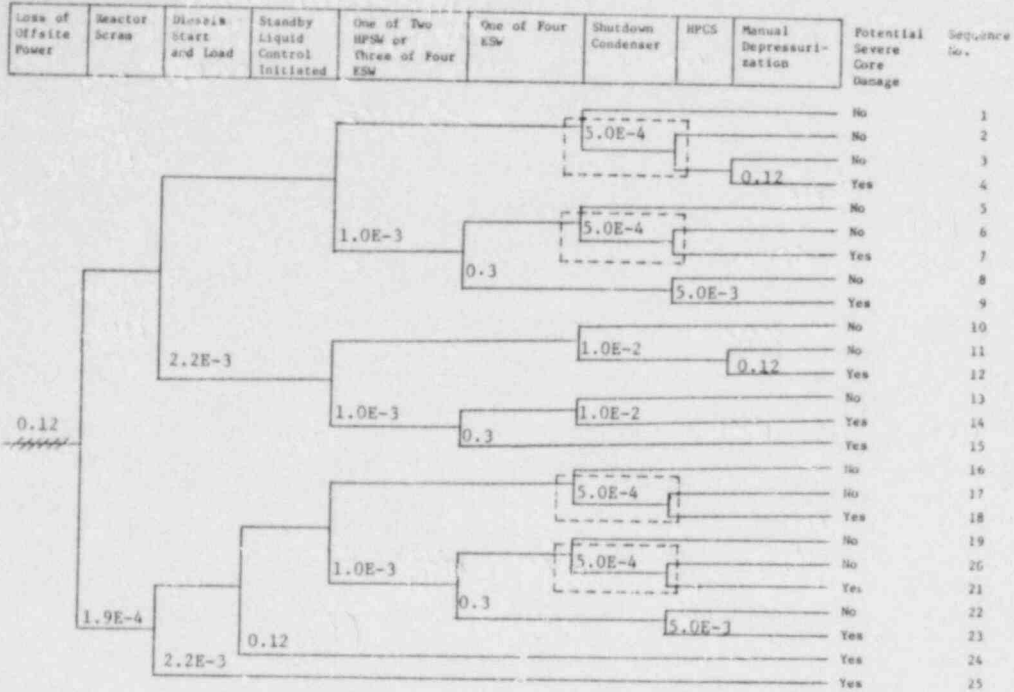 Loss of
Offsite
Power
Reactor
Scram
Diesels
Start
and Load
Standby
Liquid
Control
Initiated
One of Two
HPSW or
Three of Four
ESW
One of Four
ESW
Shutdown
Condenser
HPCS
Manual
Depressuri-
zation
Potential
Severe
Core
Damage
Sequence
No.
No 1
5.0E-4
No 2
No 3
0.12
Yes 4
No 5
5.0E-4
1.0E-3
No 6
Yes 7
0.3
No 8
5.0E-3
Yes 9
No 10
1.0E-2
2.2E-3
No 11
0.12
Yes 12
No 13
1.0E-3
1.0E-2
0.12
Yes 14
0.3
Yes 15
No 16
5.0E-4
No 17
Yes 18
No 19
5.0E-4
1.0E-3
No 20
Yes 21
0.3
No 22
1.9E-4
5.0E-3
Yes 23
0.12
2.2E-3
Yes 24
Yes 25